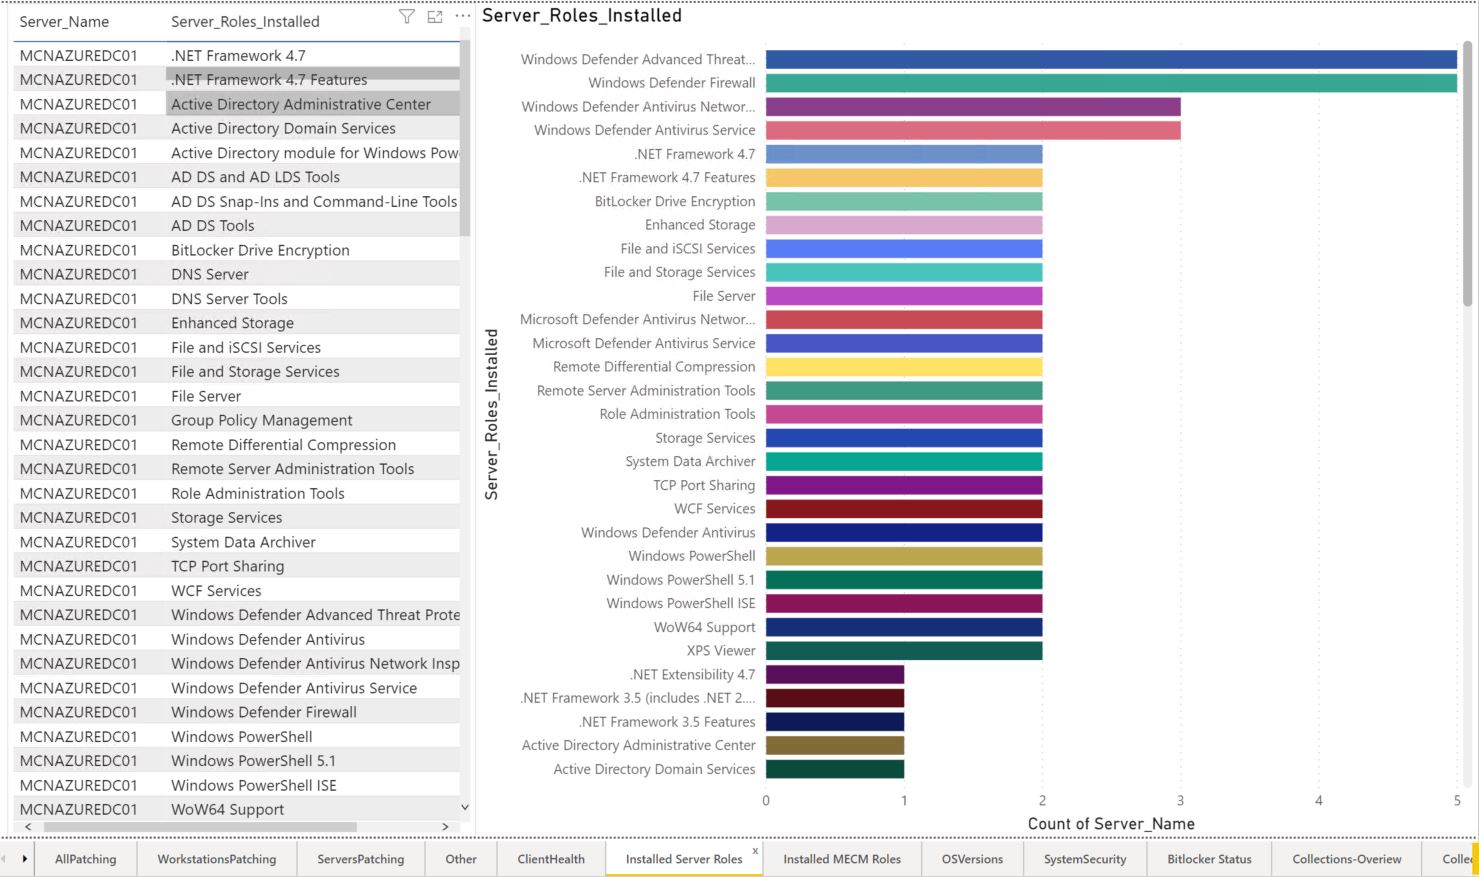 Server_Name Server_Roles_Installed
MCNAZUREDC01 .NET Framework 4.7
MCNAZUREDC01 .NET Framework 4.7 Features
MCNAZUREDC01 Active Directory Administrative Center
MCNAZUREDC01 Active Directory Domain Services
MCNAZUREDC01 Active Directory module for Windows Pow
MCNAZUREDC01 AD DS and AD LDS Tools
MCNAZUREDC01 AD DS Snap-Ins and Command-Line Tools
MCNAZUREDC01 AD DS Tools
MCNAZUREDC01 BitLocker Drive Encryption
MCNAZUREDC01 DNS Server
MCNAZUREDC01 DNS Server Tools
MCNAZUREDC01 Enhanced Storage
MCNAZUREDC01 File and iSCSI Services
MCNAZUREDC01 File and Storage Services
MCNAZUREDC01 File Server
MCNAZUREDC01 Group Policy Management
MCNAZUREDC01 Remote Differential Compression
MCNAZUREDC01 Remote Server Administration Tools
MCNAZUREDC01 Role Administration Tools
MCNAZUREDC01 Storage Services
MCNAZUREDC01 System Data Archiver
MCNAZUREDC01 TCP Port Sharing
MCNAZUREDC01 WCF Services
MCNAZUREDC01 Windows Defender Advanced Threat Prote
MCNAZUREDC01 Windows Defender Antivirus
MCNAZUREDC01 Windows Defender Antivirus Network Insp
MCNAZUREDC01 Windows Defender Antivirus Service
MCNAZUREDC01 Windows Defender Firewall
MCNAZUREDC01 Windows PowerShell
MCNAZUREDC01 Windows PowerShell 5.1
MCNAZUREDC01 Windows PowerShell ISE
MCNAZUREDC01 WoW64 Support
Server_Roles_Installed
Server_Roles_Installed
Windows Defender Advanced Threat...
Windows Defender Firewall
Windows Defender Antivirus Networ...
Windows Defender Antivirus Service
.NET Framework 4.7
.NET Framework 4.7 Features
BitLocker Drive Encryption
Enhanced Storage
File and iSCSI Services
File and Storage Services
File Server
Microsoft Defender Antivirus Networ...
Microsoft Defender Antivirus Service
Remote Differential Compression
Remote Server Administration Tools
Role Administration Tools
Storage Services
System Data Archiver
TCP Port Sharing
WCF Services
Windows Defender Antivirus
Windows PowerShell
Windows PowerShell 5.1
Windows PowerShell ISE
WoW64 Support
XPS Viewer
.NET Extensibility 4.7
.NET Framework 3.5 (includes .NET 2....
.NET Framework 3.5 Features
Active Directory Administrative Center
Active Directory Domain Services
0 1 2 3 4 5
Count of Server_Name
AllPatching WorkstationsPatching ServersPatching Other ClientHealth Installed Server Roles x Installed MECM Roles OSVersions SystemSecurity Bitlocker Status Collections-Overiew Collec